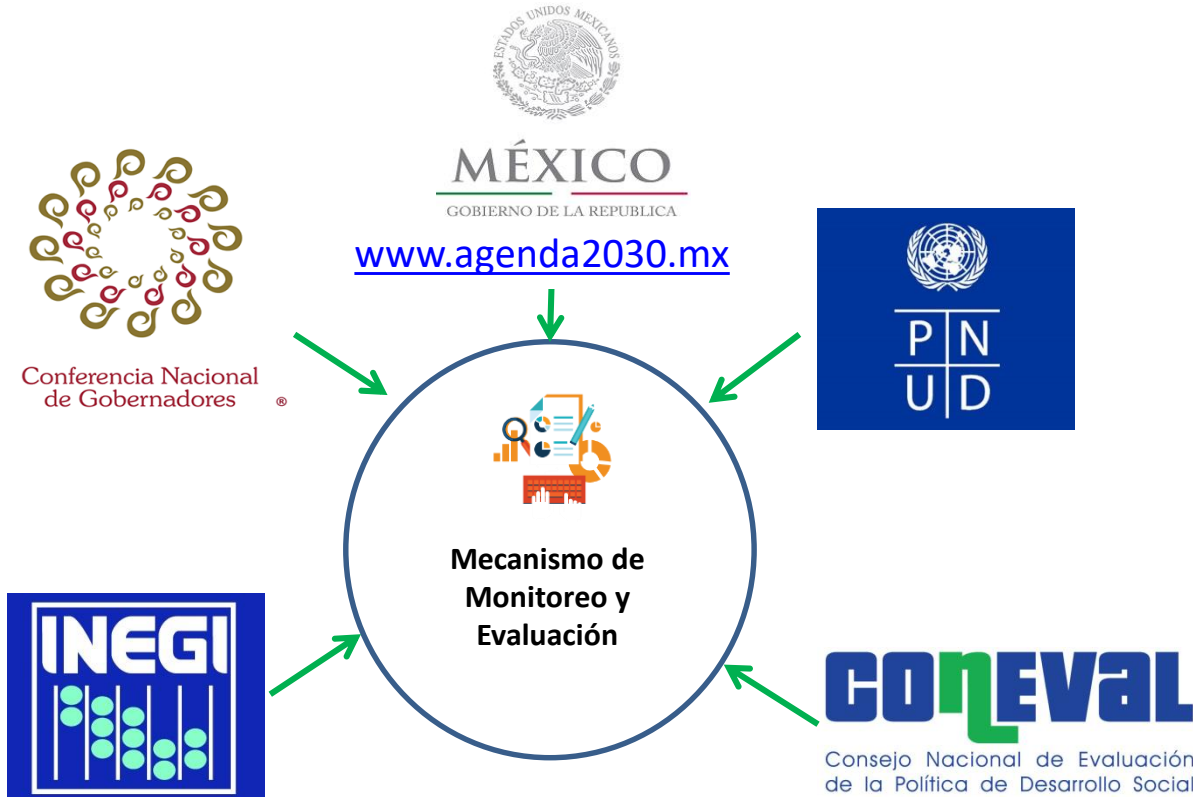 ESTADOS UNIDOS MEXICANOS
MÉXICO
GOBIERNO DE LA REPUBLICA
www.agenda2030.mx
Conferencia Nacional
de Gobernadores ®
P N
U D
Mecanismo de
Monitoreo y
Evaluación
INEGI
CONEVAL
Consejo Nacional de Evaluación
de la Política de Desarrollo Social